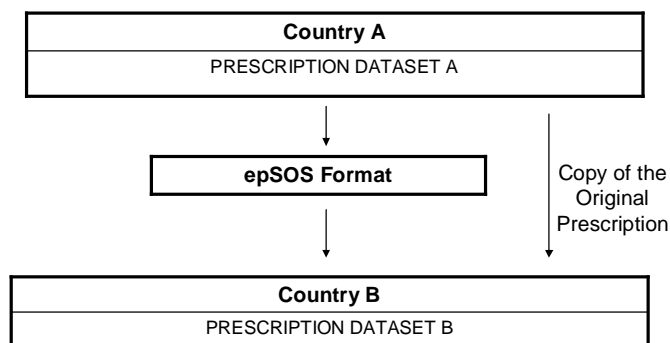 Country A
PRESCRIPTION DATASET A
epSOS Format
Copy of the
Original
Prescription
Country B
PRESCRIPTION DATASET B